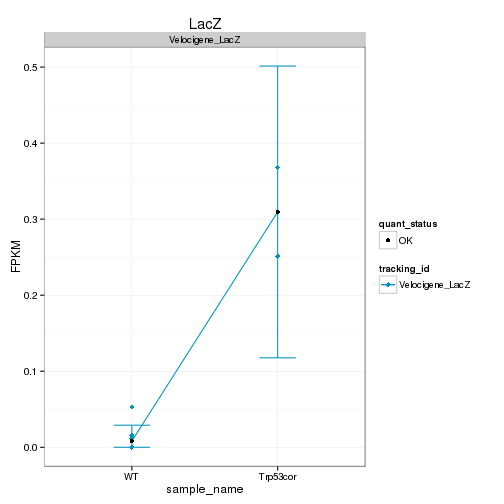 LacZ
Velocigene_LacZ
0.5
0.4
0.3
0.2
0.1
0.0
FPKM
WT
Trp53cor
sample_name
quant_status
OK
tracking_id
Velocigene_LacZ